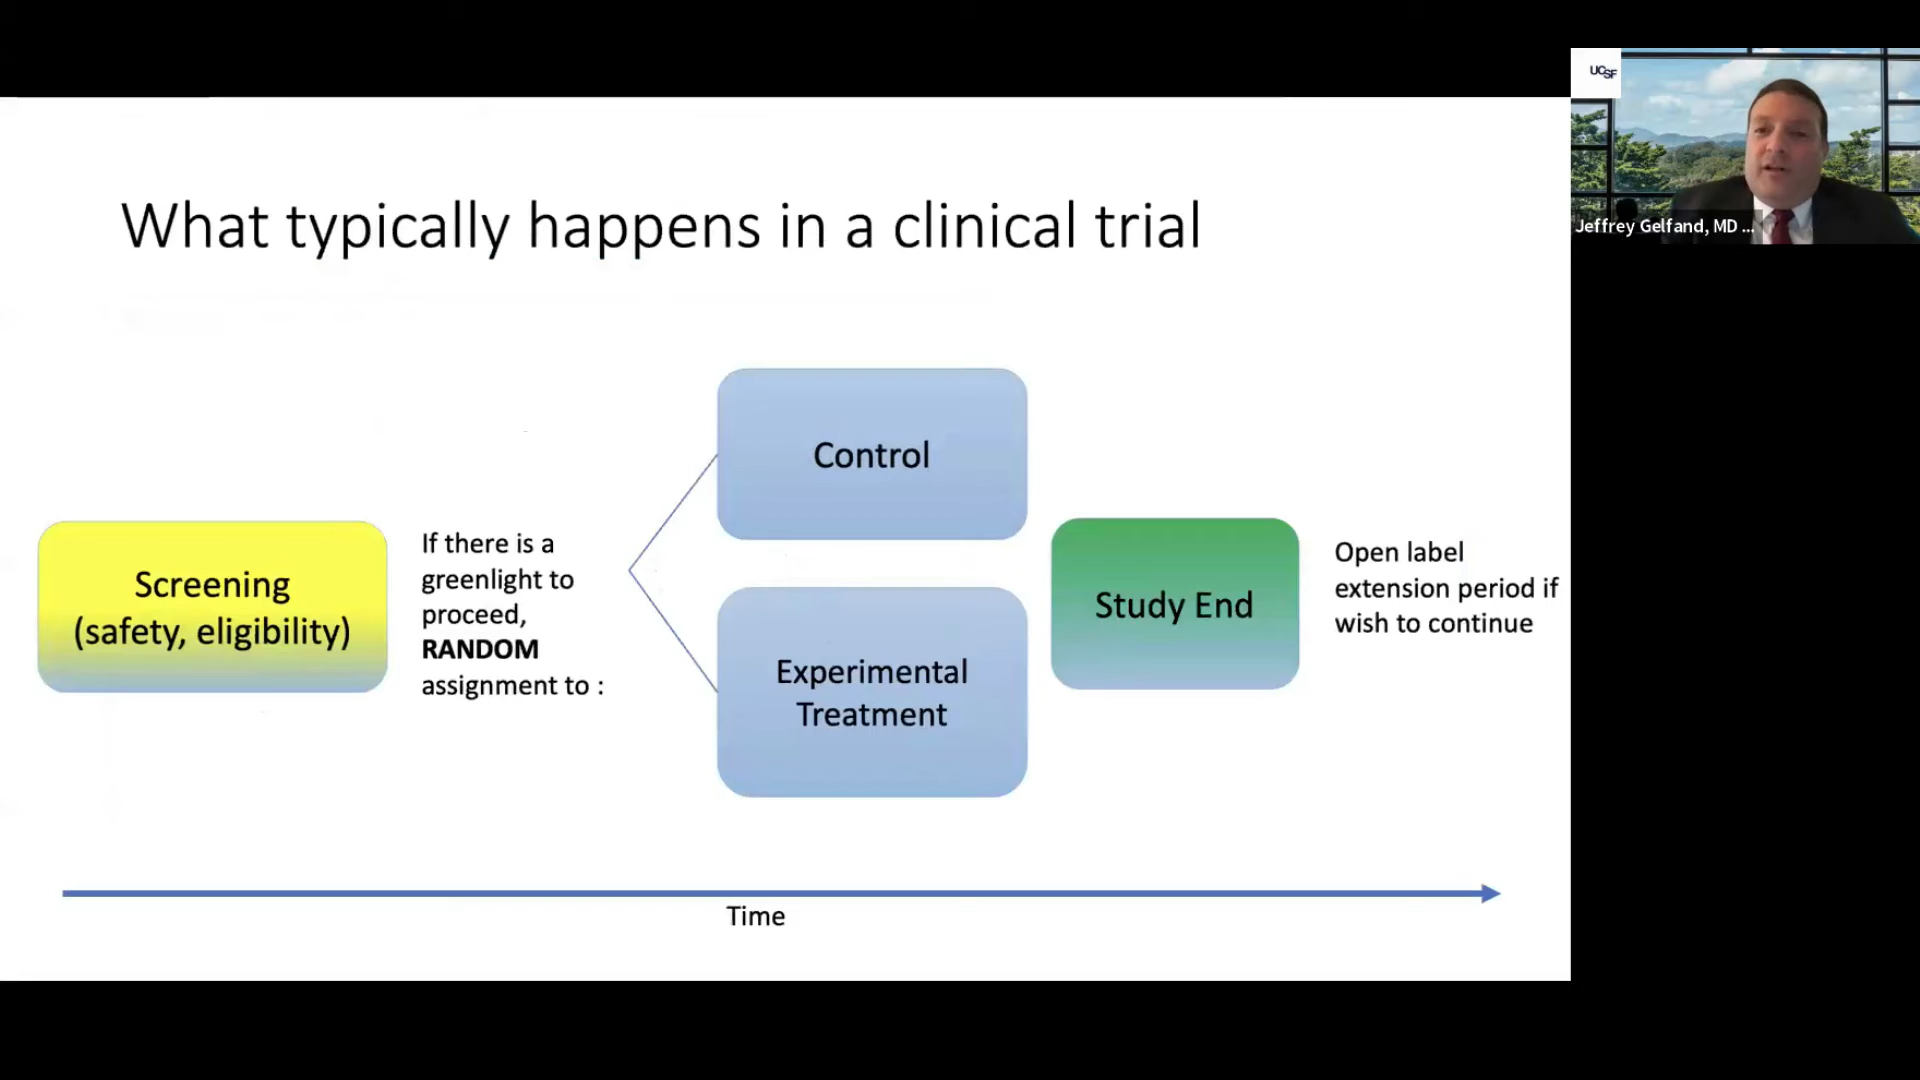 What typically happens in a clinical trial
UCSF
Jeffrey Gelfand, MD ...
Control
Screening
(safety, eligibility)
If there is a
greenlight to
proceed,
RANDOM
assignment to :
Experimental
Treatment
Study End
Open label
extension period if
wish to continue
Time